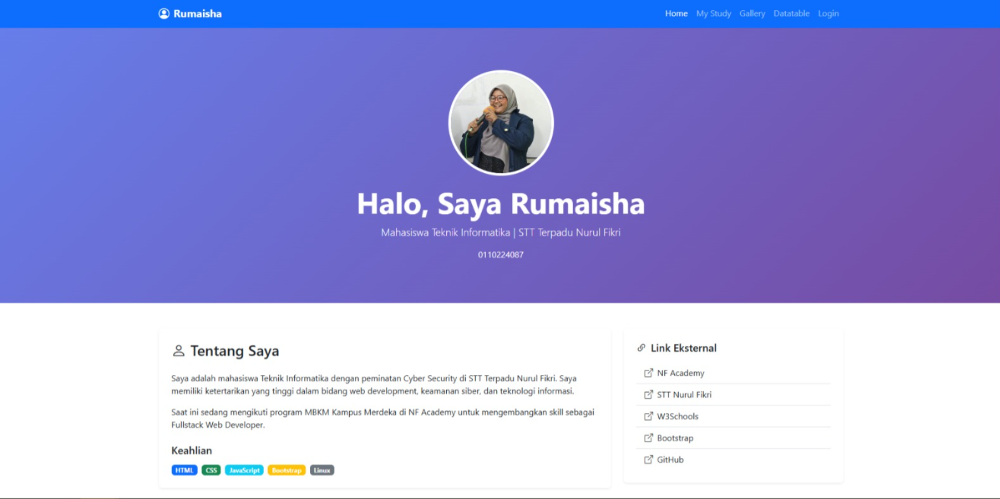 Rumaisha
Home My Study Gallery Datatable Login
Halo, Saya Rumaisha
Mahasiswa Teknik Informatika | STT Terpadu Nurul Fikri
0110224087
Tentang Saya
Saya adalah mahasiswa Teknik Informatika dengan peminatan Cyber Security di STT Terpadu Nurul Fikri. Saya
memiliki ketertarikan yang tinggi dalam bidang web development, keamanan siber, dan teknologi informasi.
Saat ini sedang mengikuti program MBKM Kampus Merdeka di NF Academy untuk mengembangkan skill sebagai
Fullstack Web Developer.
Keahlian
HTML CSS JavaScript Bootstrap Linux
Link Eksternal
NF Academy
STT Nurul Fikri
W3Schools
Bootstrap
GitHub